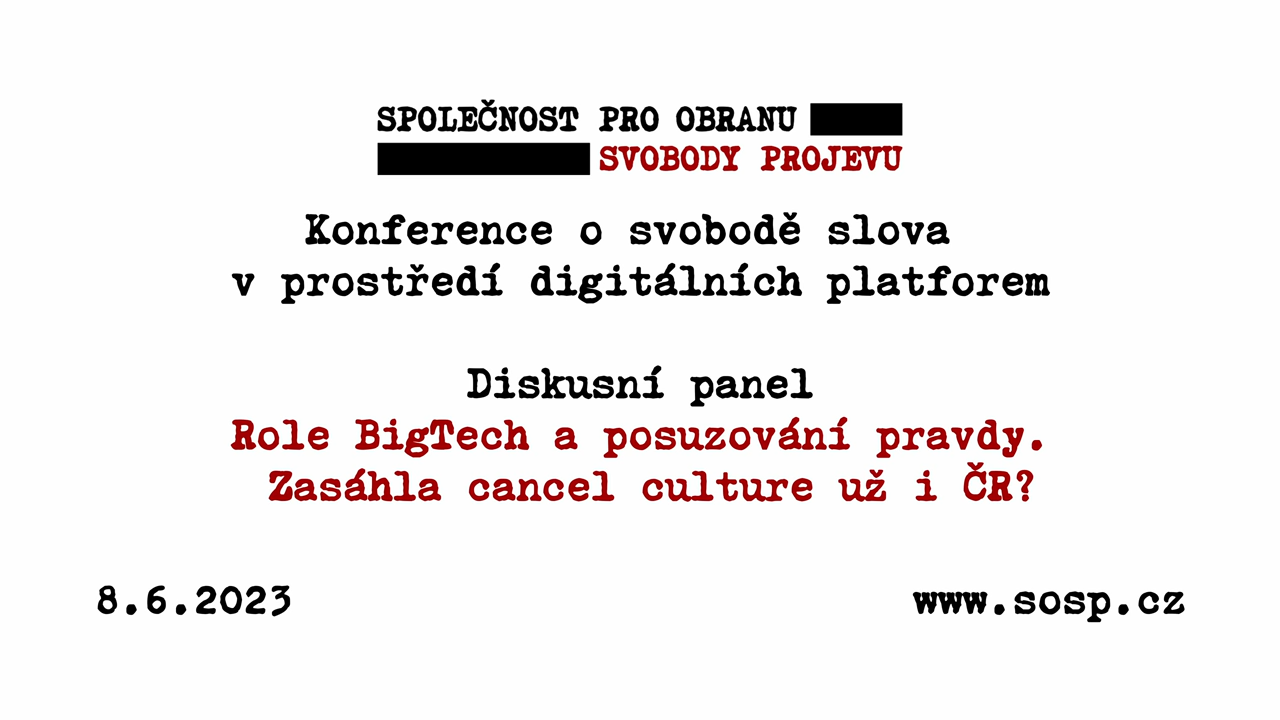 SPOLEČNOST PRO OBRANU
SVOBODY PROJEVU
Konference o svobodě slova
v prostředí digitálních platforem
Diskusní panel
Role BigTech a posuzování pravdy.
Zasáhla cancel culture už i ČR?
8.6.2023
www.sosp.cz